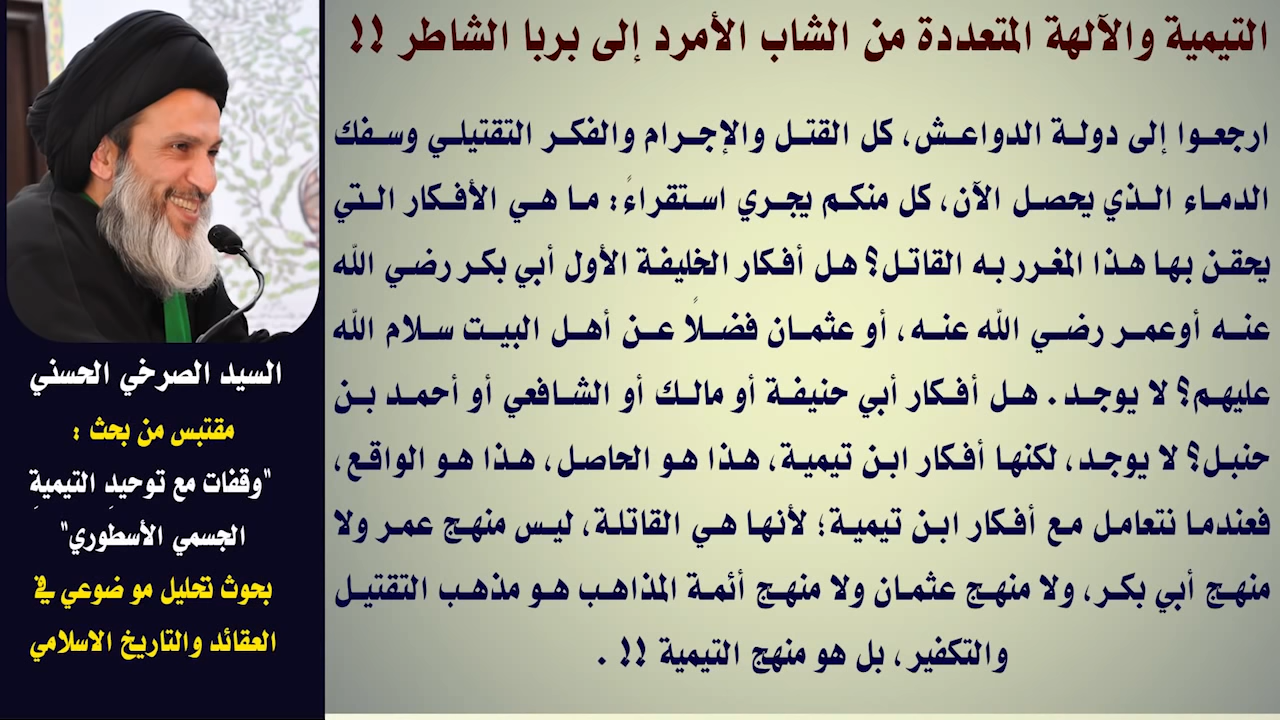 التيمية والآلهة المتعددة من الشاب الأمرد إلى بربا الشاطر !!
ارجعوا إلى دولة الدواعش، كل القتل والإجرام والفكر التقتيلي وسفك
الدماء الذي يحصل الآن، كل منكم يجري استقراءً: ما هي الأفكار التي
يحقن بها هذا المغرر به القاتل؟ هل أفكار الخليفة الأول أبي بكر رضي الله
عنه أوعمر رضي الله عنه، أو عثمان فضلاً عن أهل البيت سلام الله
عليهم؟ لا يوجد. هل أفكار أبي حنيفة أو مالك أو الشافعي أو أحمد بن
حنبل؟ لا يوجد، لكنها أفكار ابن تيمية، هذا هو الحاصل، هذا هو الواقع،
فعندما نتعامل مع أفكار ابن تيمية؛ لأنها هي القاتلة، ليس منهج عمر ولا
منهج أبي بكر، ولا منهج عثمان ولا منهج أئمة المذاهب هو مذهب التقتيل
والتكفير، بل هو منهج التيمية !! .
السيد الصرخي الحسني
مقتبس من بحث :
"وقفات مع توحيدِ التيميةِ
الجسمي الأسطوري"
بحوث تحليل مو ضوعي في
العقائد والتاريخ الاسلامي